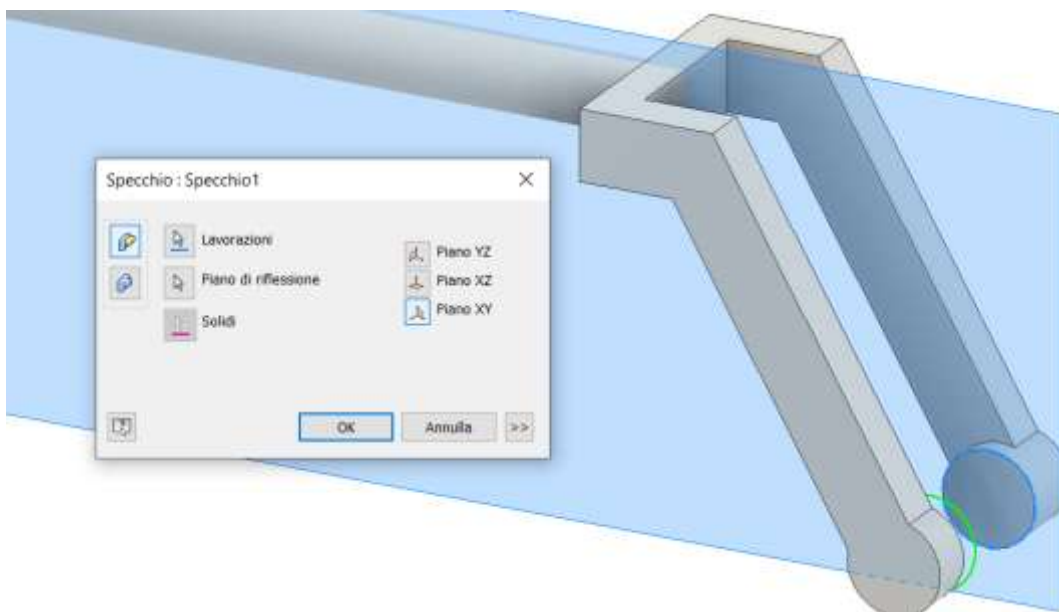 Specchio : Specchio1
Lavorazioni
Piano di riflessione
Solidi
Piano YZ
Piano XZ
Piano XY
OK
Annulla
>>